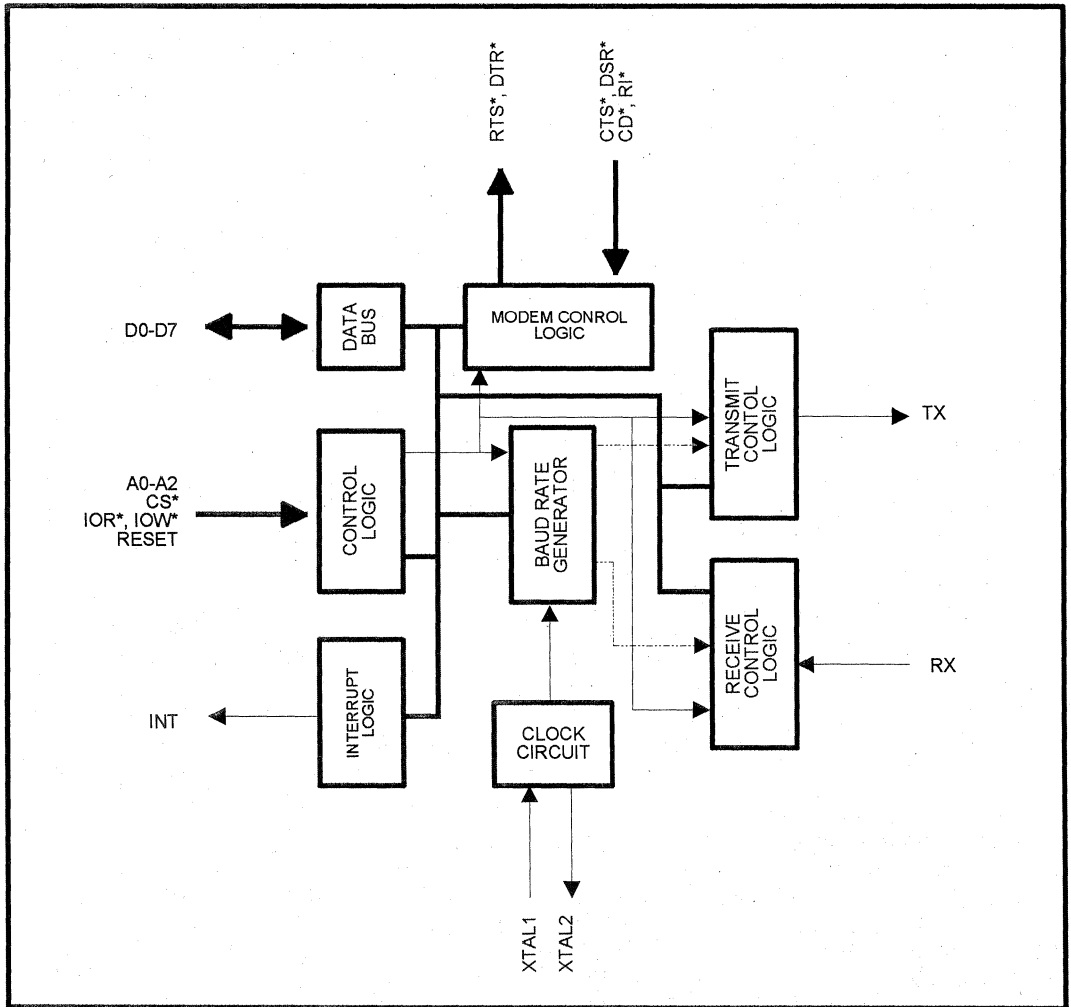 RTS*, DTR*
CTS*, DSR*
CD*, RI*
D0-D7
DATA
BUS
MODEM CONROL
LOGIC
TRANSMIT
CONTOL
LOGIC
TX
A0-A2
CS*
IOR*, IOW*
RESET
CONTROL
LOGIC
BAUD RATE
GENERATOR
RECEIVE
CONTROL
LOGIC
RX
INT
INTERRUPT
LOGIC
CLOCK
CIRCUIT
XTAL1
XTAL2